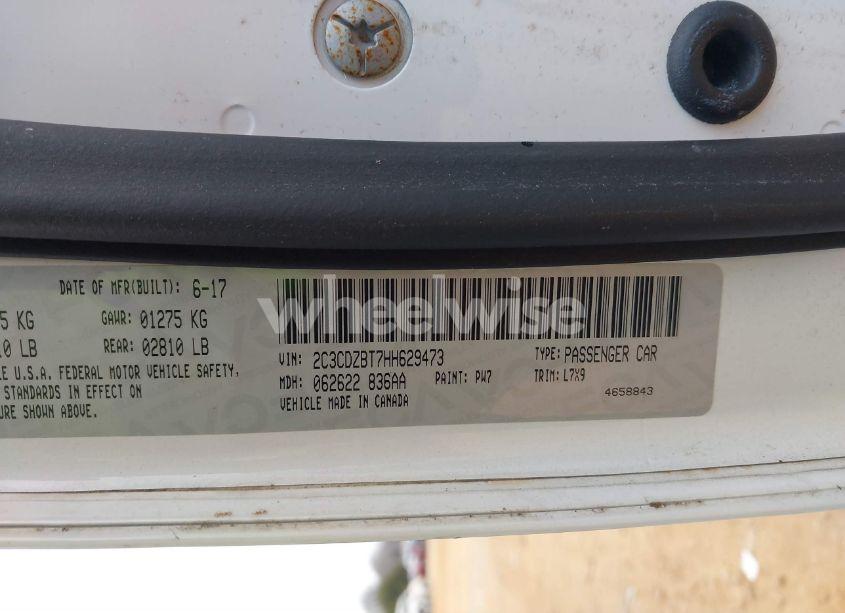 DATE OF MFR(BUILT): 6-17
5 KG GAWR: 01275 KG
0 LB REAR: 02810 LB
LE U.S.A. FEDERAL MOTOR VEHICLE SAFETY,
STANDARDS IN EFFECT ON
URE SHOWN ABOVE.
wheelwise
VIN: 2C3CDZBT7HH629473 TYPE: PASSENGER CAR
MDH: 062622 836AA PAINT: PW7 TRIM: L7X9
VEHICLE MADE IN CANADA 4658843